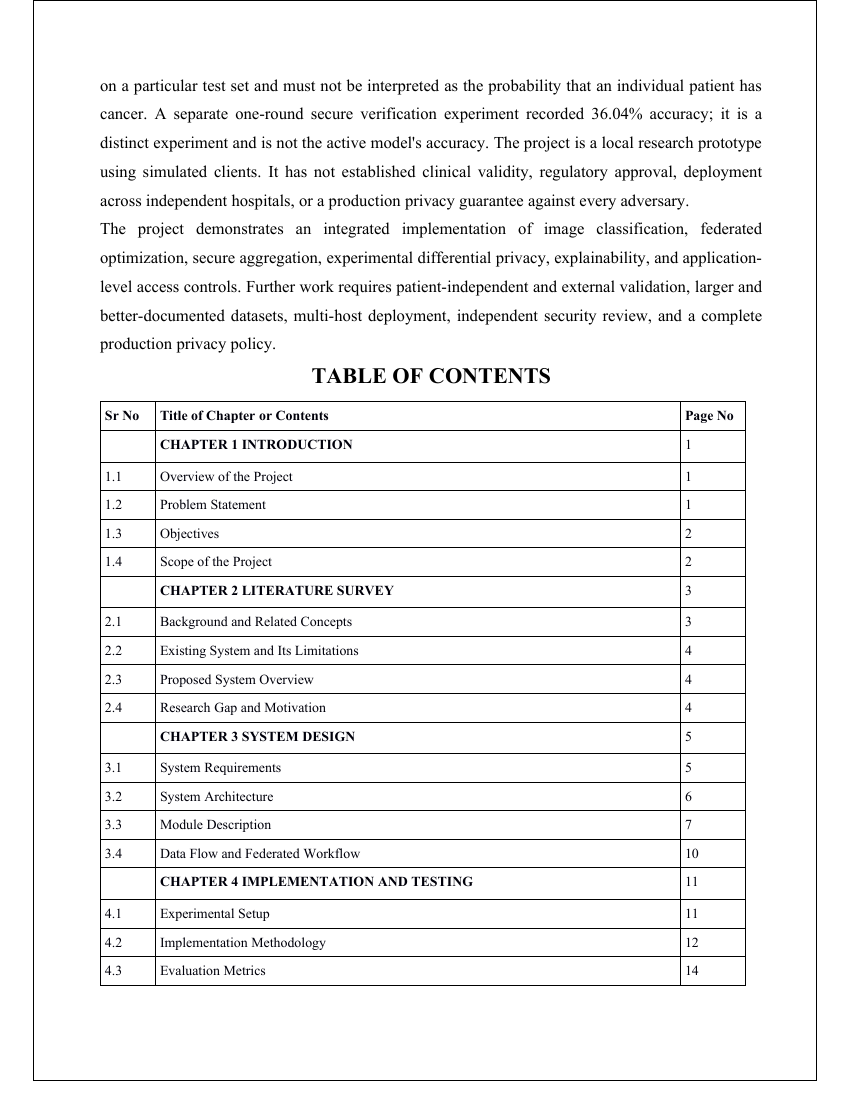 on a particular test set and must not be interpreted as the probability that an individual patient has
cancer. A separate one-round secure verification experiment recorded 36.04% accuracy; it is a
distinct experiment and is not the active model's accuracy. The project is a local research prototype
using simulated clients. It has not established clinical validity, regulatory approval, deployment
across independent hospitals, or a production privacy guarantee against every adversary.
The project demonstrates an integrated implementation of image classification, federated
optimization, secure aggregation, experimental differential privacy, explainability, and application-
level access controls. Further work requires patient-independent and external validation, larger and
better-documented datasets, multi-host deployment, independent security review, and a complete
production privacy policy.
TABLE OF CONTENTS
Sr No Title of Chapter or Contents Page No
CHAPTER 1 INTRODUCTION 1
1.1 Overview of the Project 1
1.2 Problem Statement 1
1.3 Objectives 2
1.4 Scope of the Project 2
CHAPTER 2 LITERATURE SURVEY 3
2.1 Background and Related Concepts 3
2.2 Existing System and Its Limitations 4
2.3 Proposed System Overview 4
2.4 Research Gap and Motivation 4
CHAPTER 3 SYSTEM DESIGN 5
3.1 System Requirements 5
3.2 System Architecture 6
3.3 Module Description 7
3.4 Data Flow and Federated Workflow 10
CHAPTER 4 IMPLEMENTATION AND TESTING 11
4.1 Experimental Setup 11
4.2 Implementation Methodology 12
4.3 Evaluation Metrics 14